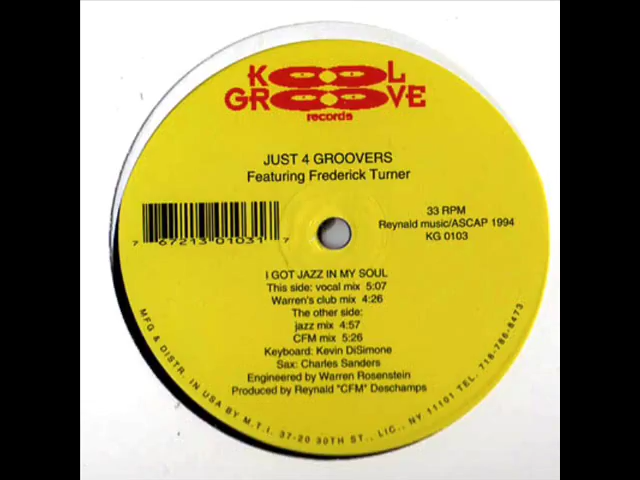 KOOL
GROOVE
records
JUST 4 GROOVERS
Featuring Frederick Turner
7 67213 01031 7
33 RPM
Reynald music/ASCAP 1994
KG 0103
I GOT JAZZ IN MY SOUL
This side: vocal mix 5:07
Warren's club mix 4:26
The other side:
jazz mix 4:57
CFM mix 5:26
Keyboard: Kevin DiSimone
Sax: Charles Sanders
Engineered by Warren Rosenstein
Produced by Reynald "CFM" Deschamps
MFG & DISTR. IN USA BY M.T.I. 37-20 30TH ST., LIC., NY 11101 TEL. 718-786-8473